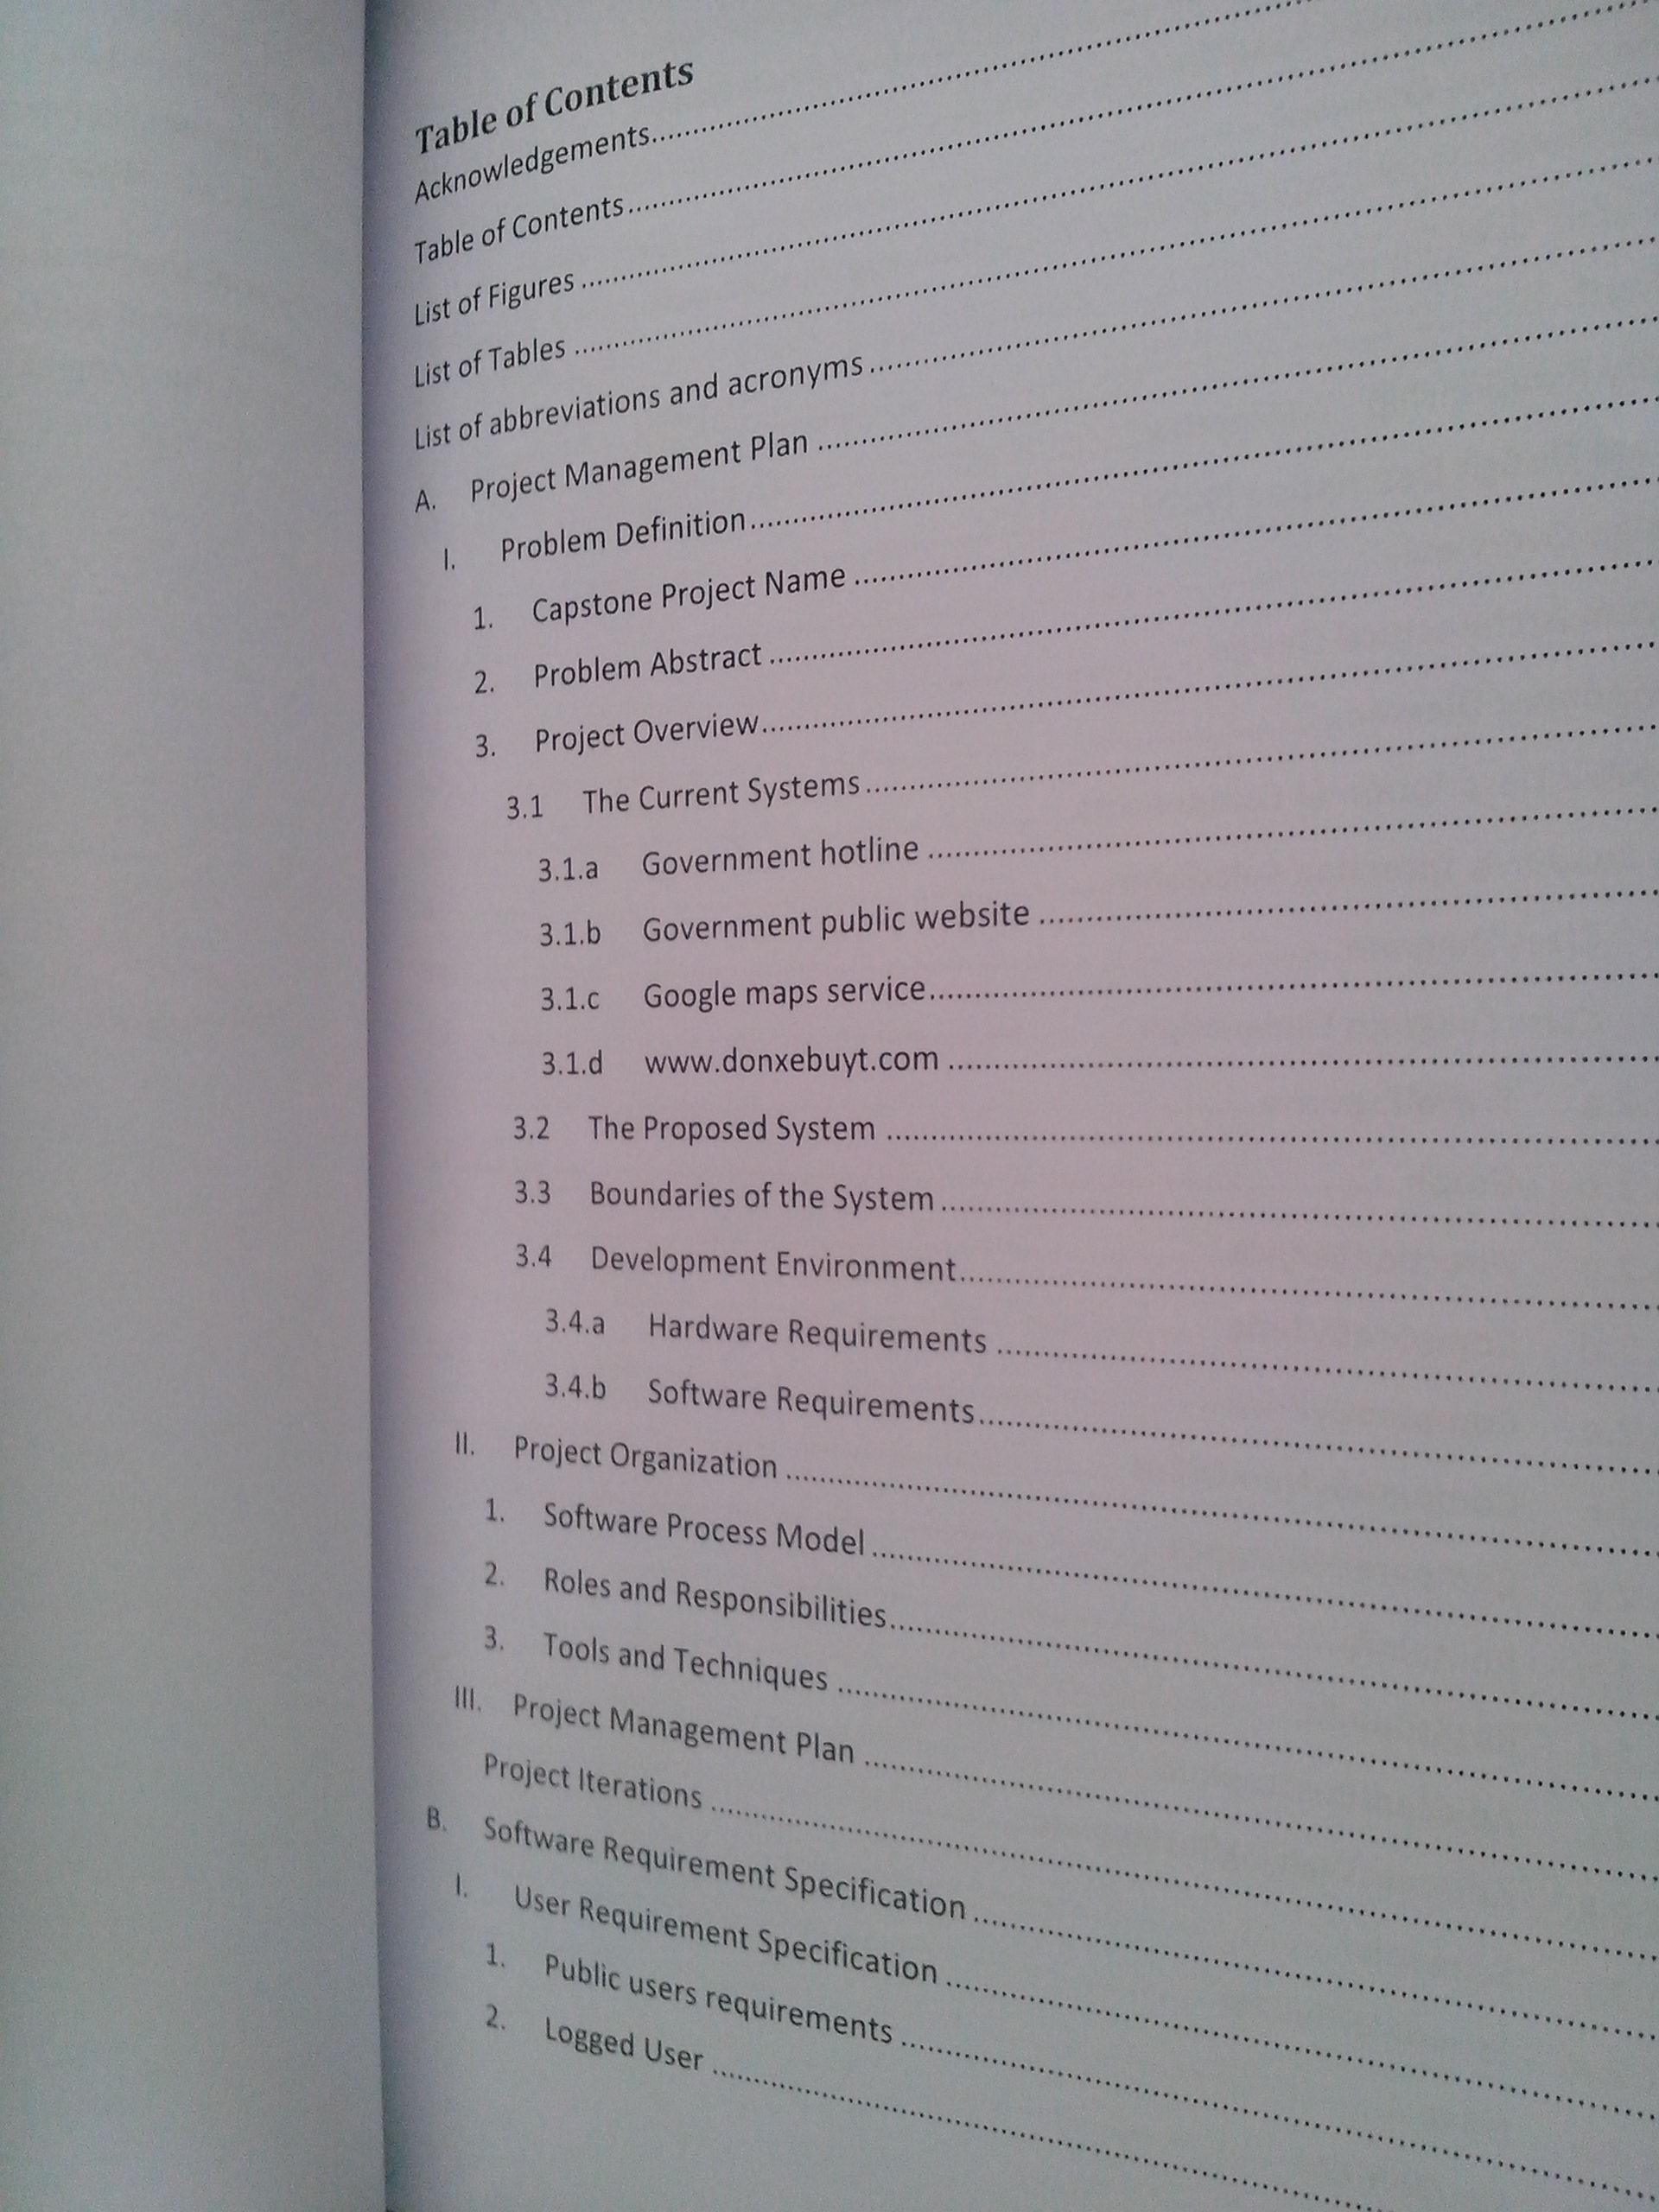 Table of Contents
Acknowledgements
Table of Contents
List of Figures
List of Tables
List of abbreviations and acronyms
A. Project Management Plan
I. Problem Definition
1. Capstone Project Name
2. Problem Abstract
3. Project Overview
3.1 The Current Systems
3.1.a Government hotline
3.1.b Government public website
3.1.c Google maps service
3.1.d www.donxebuyt.com
3.2 The Proposed System
3.3 Boundaries of the System
3.4 Development Environment
3.4.a Hardware Requirements
3.4.b Software Requirements
II. Project Organization
1. Software Process Model
2. Roles and Responsibilities
3. Tools and Techniques
III. Project Management Plan
Project Iterations
B. Software Requirement Specification
I. User Requirement Specification
1. Public users requirements
2. Logged User